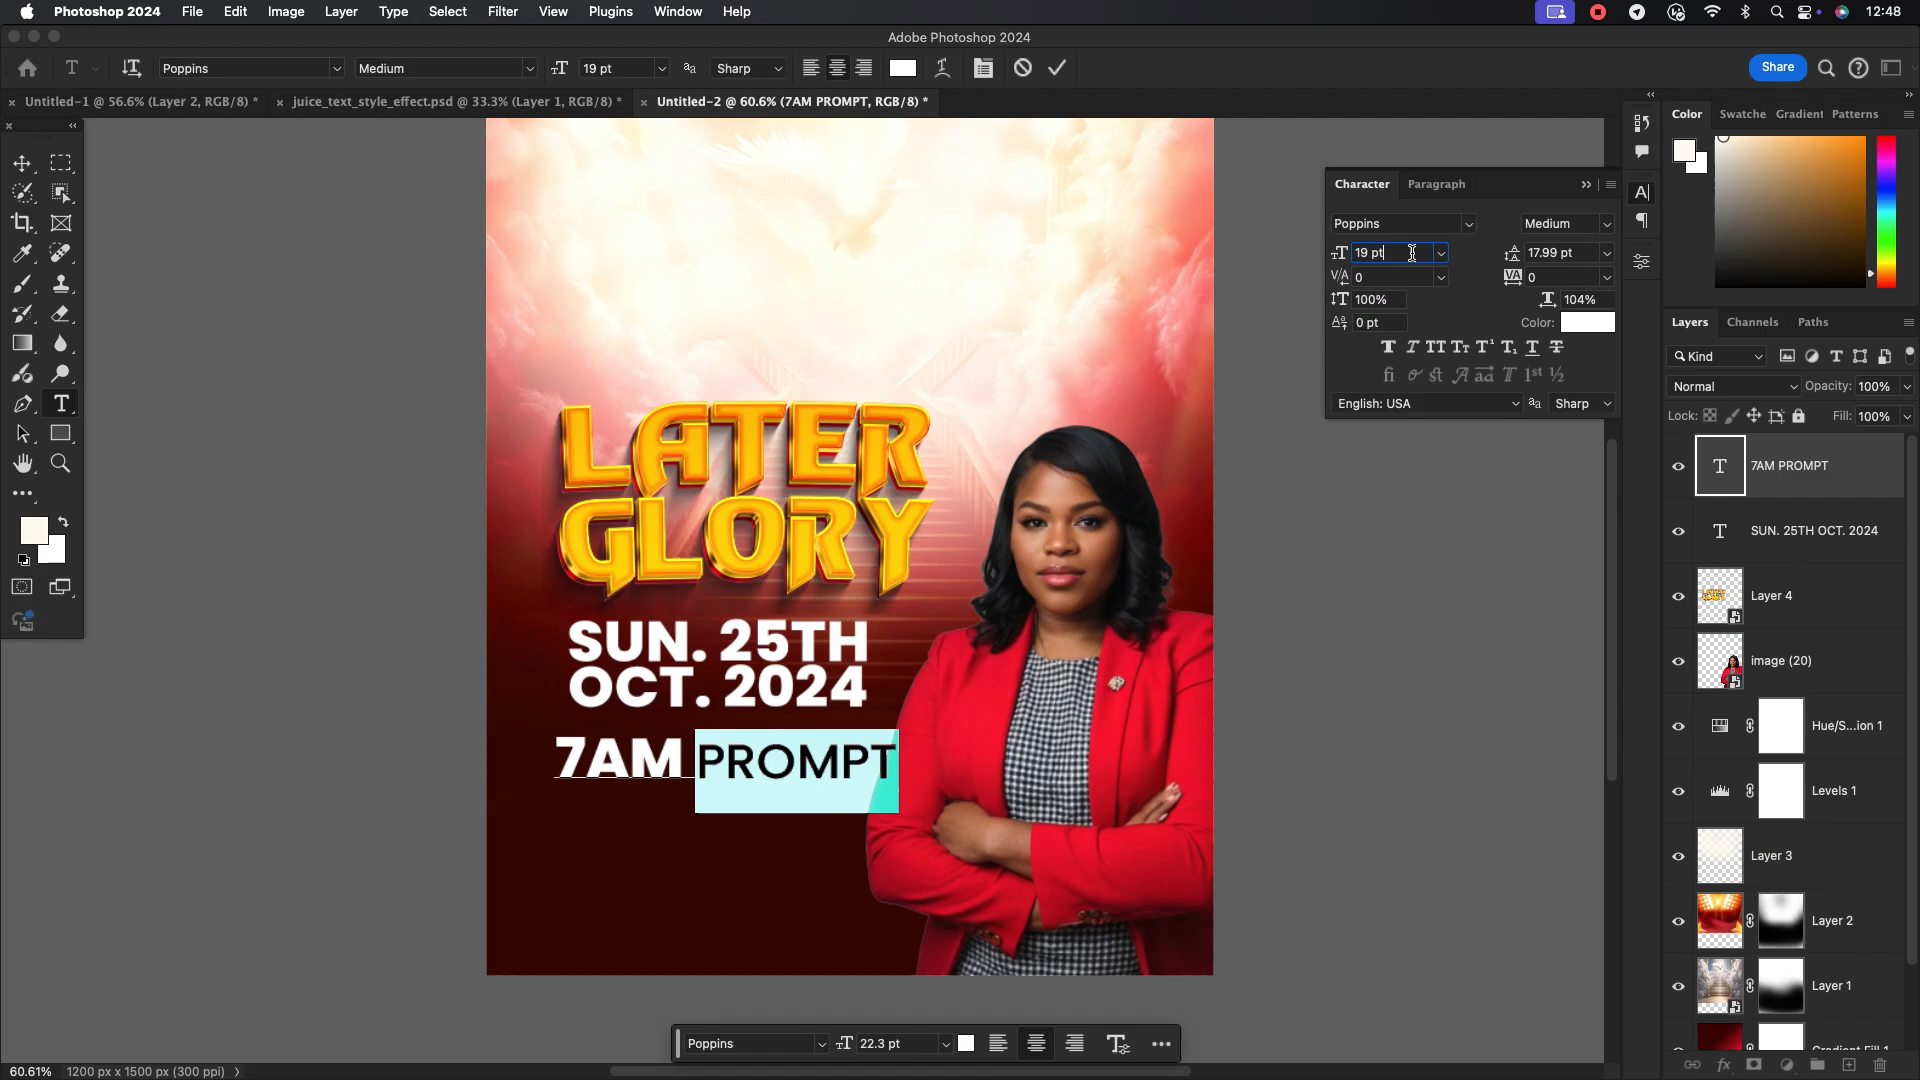 Photoshop 2024 File Edit Image Layer Type Select Filter View Plugins Window Help 12:48
Adobe Photoshop 2024
Poppins Medium 19 pt Sharp Share
Untitled-1 @ 56.6% (Layer 2, RGB/8) * juice_text_style_effect.psd @ 33.3% (Layer 1, RGB/8) * Untitled-2 @ 60.6% (7AM PROMPT, RGB/8) *
Color Swatche Gradient Patterns
Character Paragraph
Poppins Medium
19 pt 17.99 pt
0 0
100% 104%
0 pt Color:
English: USA Sharp
Layers Channels Paths
Kind
Normal Opacity: 100%
Lock: Fill: 100%
7AM PROMPT
SUN. 25TH OCT. 2024
Layer 4
image (20)
Hue/S...ion 1
Levels 1
Layer 3
Layer 2
Layer 1
LATER
GLORY
SUN. 25TH
OCT. 2024
7AM PROMPT
Poppins 22.3 pt
60.61% 1200 px x 1500 px (300 ppi)